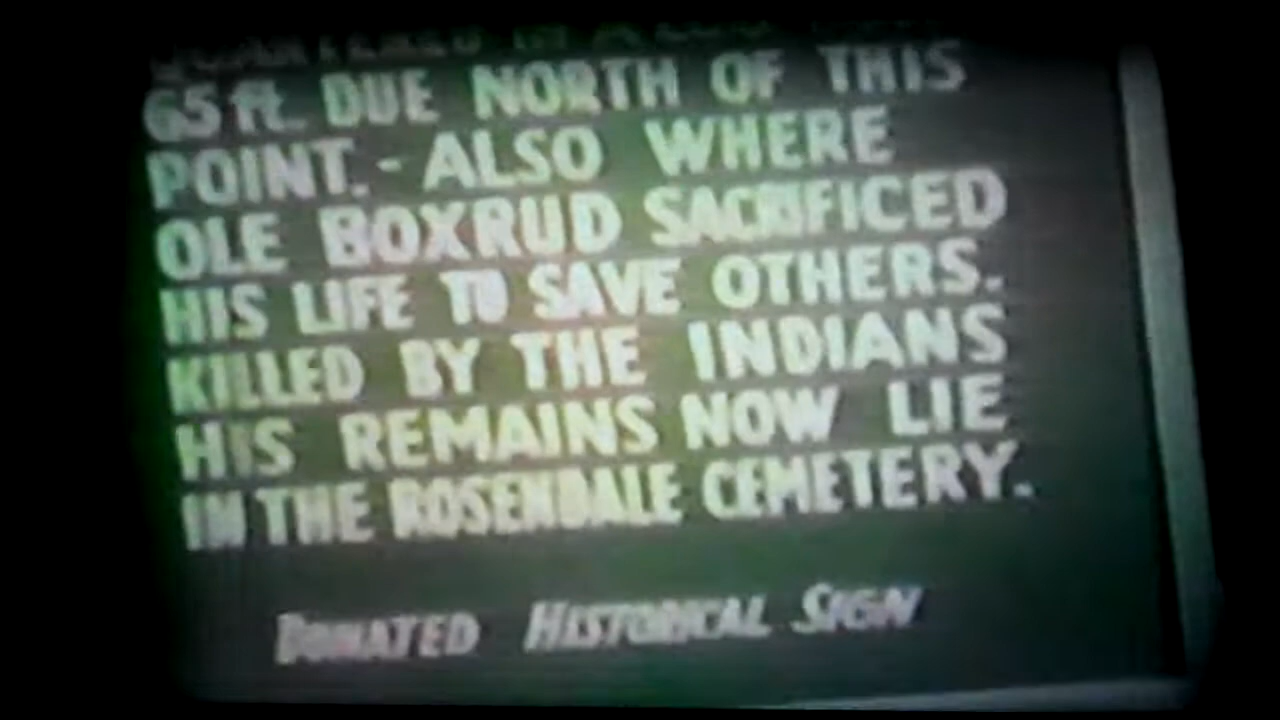 65 ft. DUE NORTH OF THIS
POINT. - ALSO WHERE
OLE BOXRUD SACRIFICED
HIS LIFE TO SAVE OTHERS.
KILLED BY THE INDIANS
HIS REMAINS NOW LIE
IN THE ROSENDALE CEMETERY.
DONATED HISTORICAL SIGN